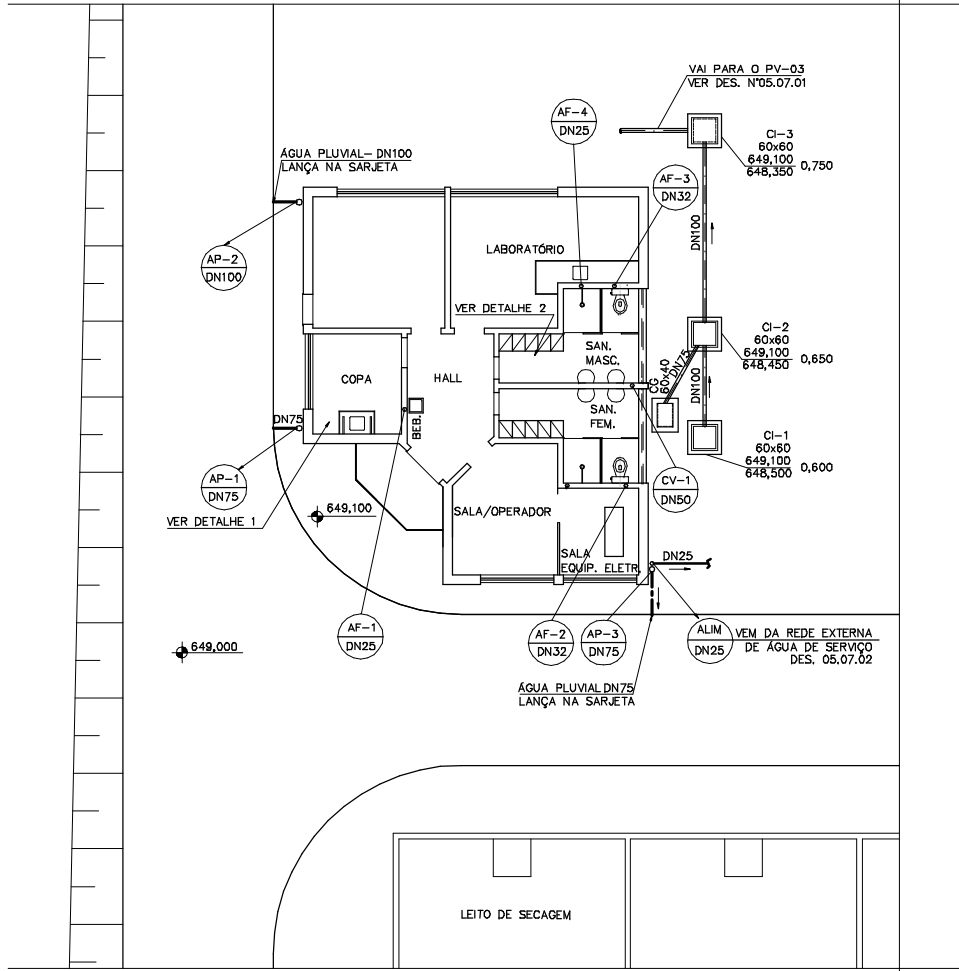 VAI PARA O PV-03
VER DES. Nº05.07.01
AF-4
DN25
CI-3
60x60
649,100
648,350
0,750
ÁGUA PLUVIAL- DN100
LANÇA NA SARJETA
AF-3
DN32
DN100
AP-2
DN100
LABORATÓRIO
VER DETALHE 2
CI-2
60x60
649,100
648,450
0,650
SAN.
MASC.
COPA
HALL
CG
60x40
DN75
DN100
SAN.
FEM.
BEB.
DN75
CI-1
60x60
649,100
648,500
0,600
AP-1
DN75
CV-1
DN50
649,100
SALA/OPERADOR
VER DETALHE 1
SALA
EQUIP. ELETR.
DN25
AF-1
DN25
AF-2
DN32
AP-3
DN75
ALIM
DN25
VEM DA REDE EXTERNA
DE ÁGUA DE SERVIÇO
DES. 05.07.02
649,000
ÁGUA PLUVIAL DN75
LANÇA NA SARJETA
LEITO DE SECAGEM